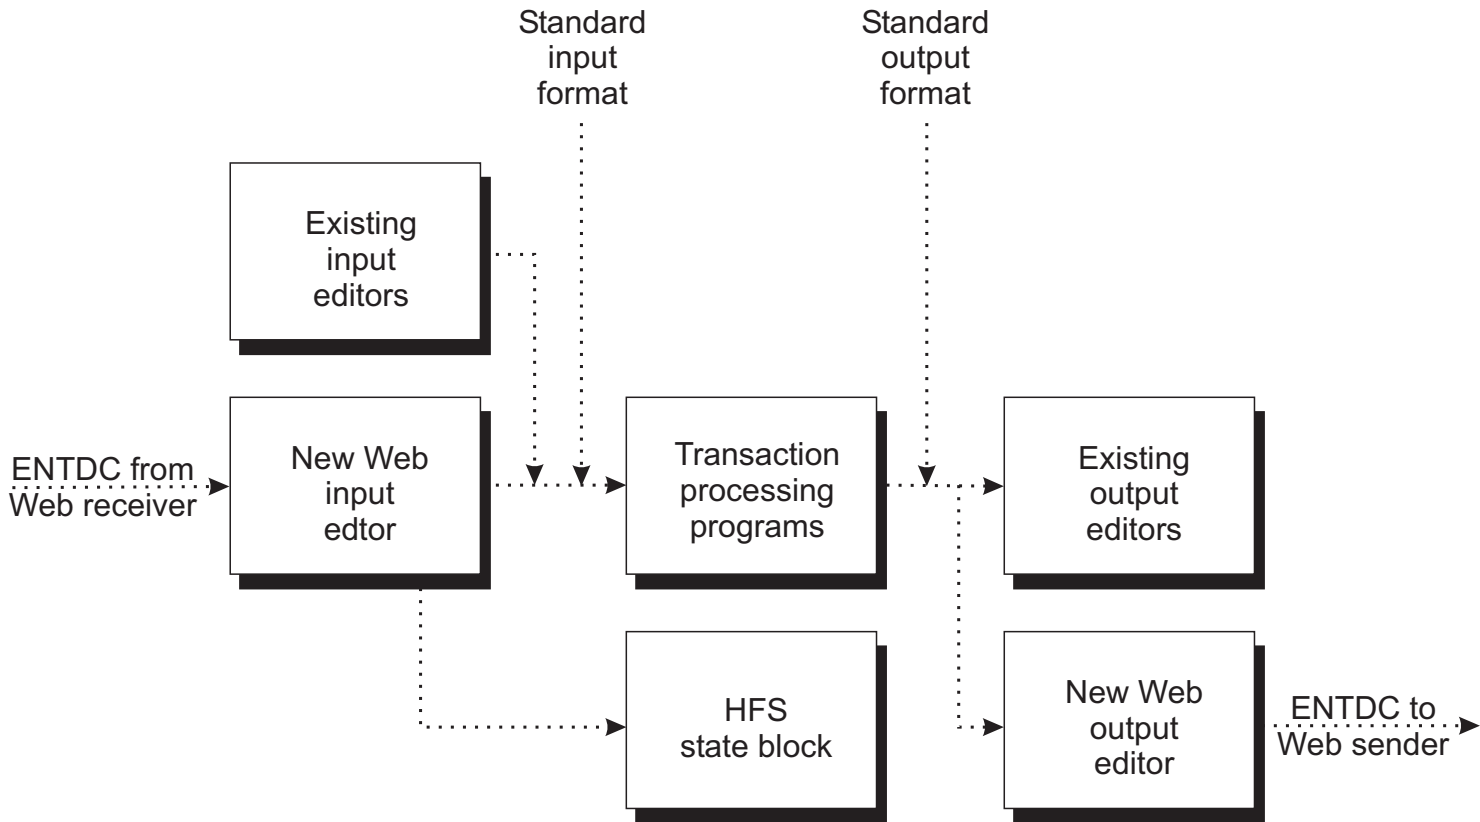 Standard
input
format
Standard
output
format
Existing
input
editors
ENTDC from
Web receiver
New Web
input
edtor
Transaction
processing
programs
Existing
output
editors
HFS
state block
New Web
output
editor
ENTDC to
Web sender